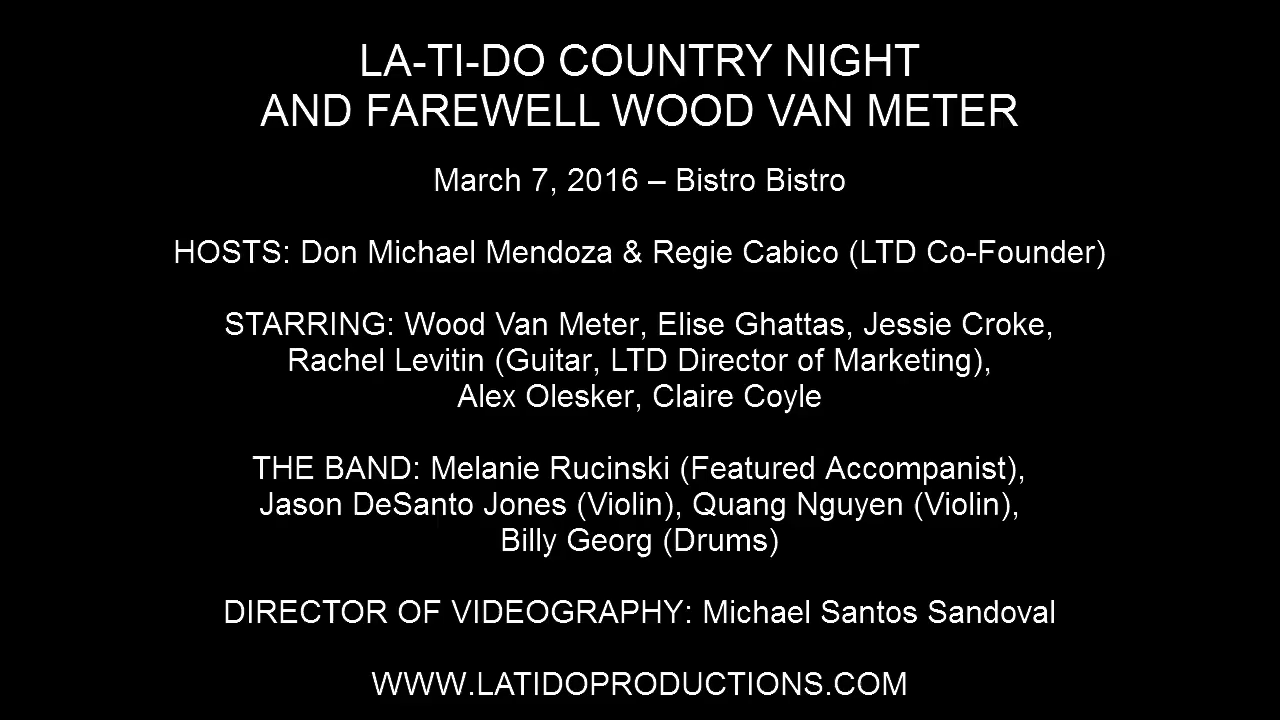 LA-TI-DO COUNTRY NIGHT
AND FAREWELL WOOD VAN METER
March 7, 2016 – Bistro Bistro
HOSTS: Don Michael Mendoza & Regie Cabico (LTD Co-Founder)
STARRING: Wood Van Meter, Elise Ghattas, Jessie Croke,
Rachel Levitin (Guitar, LTD Director of Marketing),
Alex Olesker, Claire Coyle
THE BAND: Melanie Rucinski (Featured Accompanist),
Jason DeSanto Jones (Violin), Quang Nguyen (Violin),
Billy Georg (Drums)
DIRECTOR OF VIDEOGRAPHY: Michael Santos Sandoval
WWW.LATIDOPRODUCTIONS.COM